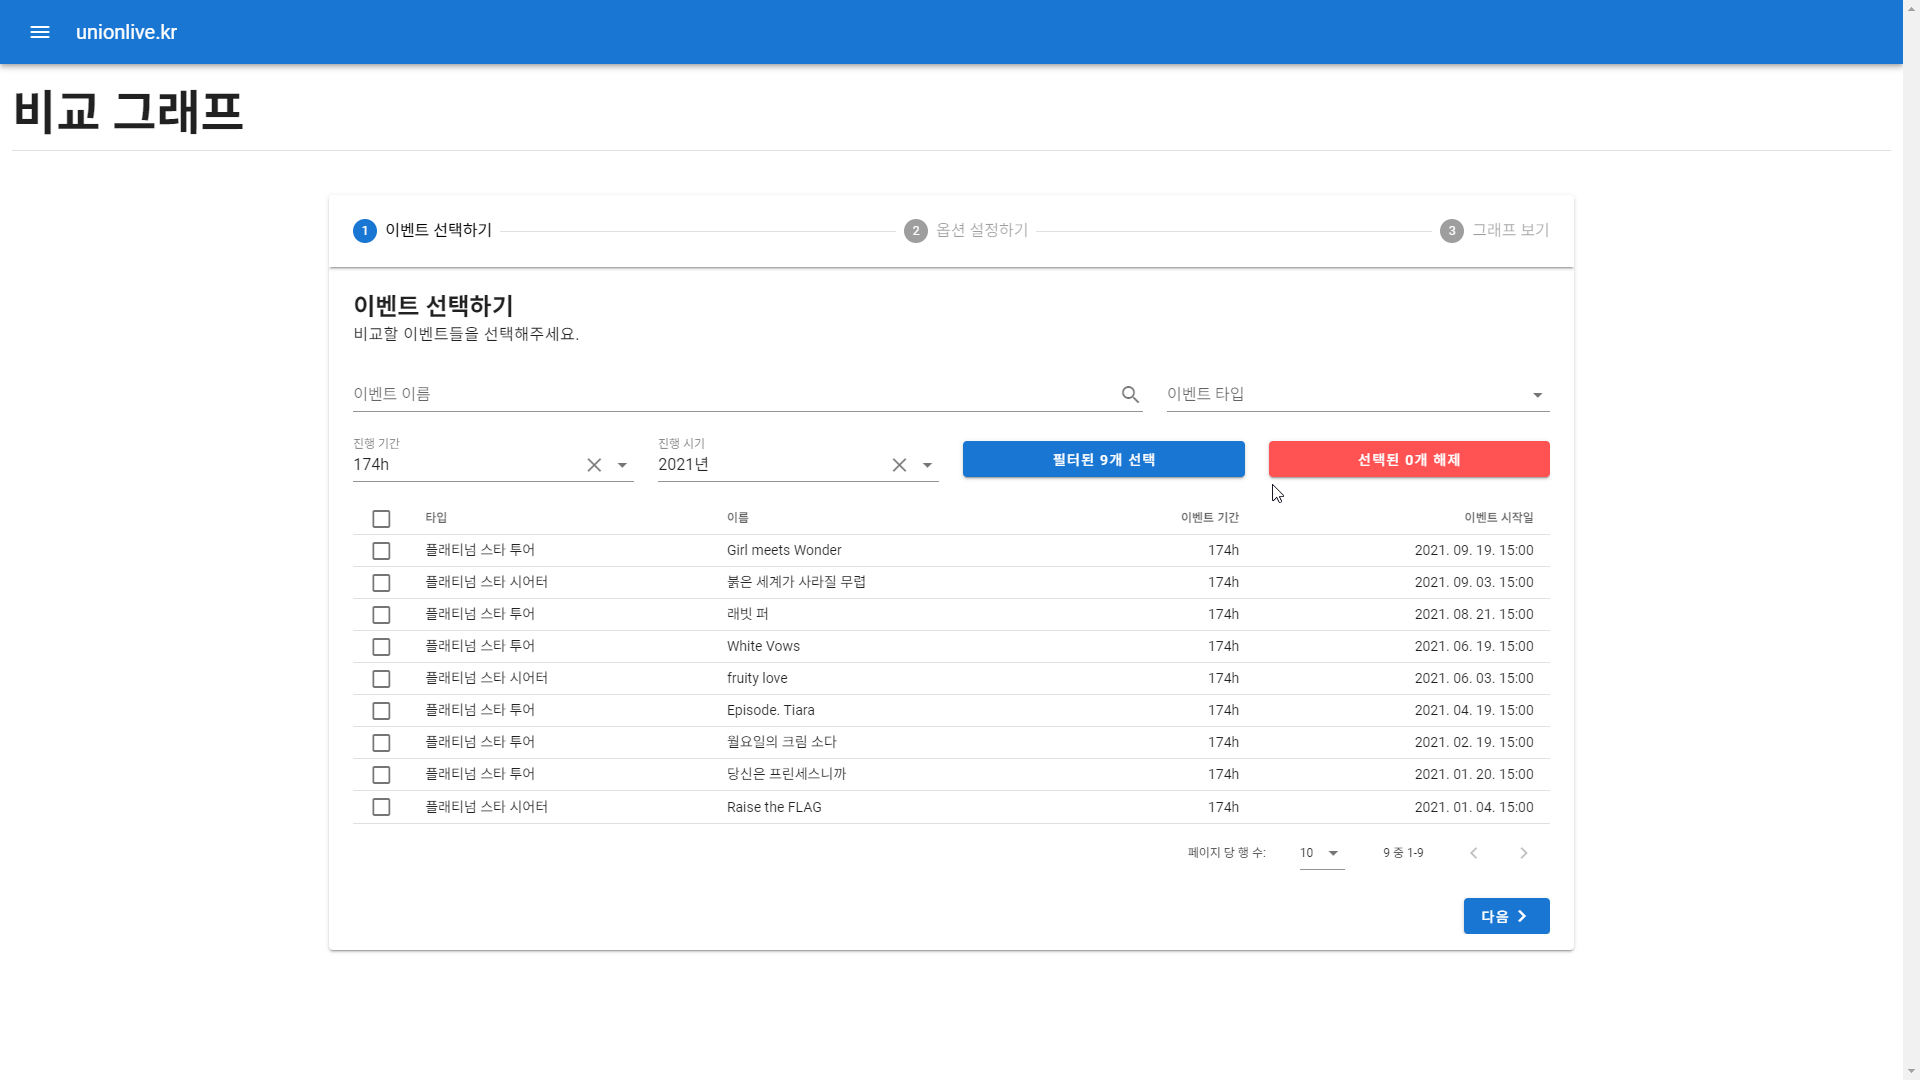 unionlive.kr
비교 그래프
1 이벤트 선택하기 2 옵션 설정하기 3 그래프 보기
이벤트 선택하기
비교할 이벤트들을 선택해주세요.
이벤트 이름 이벤트 타입
진행 기간 진행 시기
174h 2021년 필터된 9개 선택 선택된 0개 해제
타입 이름 이벤트 기간 이벤트 시작일
플래티넘 스타 투어 Girl meets Wonder 174h 2021. 09. 19. 15:00
플래티넘 스타 시어터 붉은 세계가 사라질 무렵 174h 2021. 09. 03. 15:00
플래티넘 스타 투어 래빗 퍼 174h 2021. 08. 21. 15:00
플래티넘 스타 투어 White Vows 174h 2021. 06. 19. 15:00
플래티넘 스타 시어터 fruity love 174h 2021. 06. 03. 15:00
플래티넘 스타 투어 Episode. Tiara 174h 2021. 04. 19. 15:00
플래티넘 스타 투어 월요일의 크림 소다 174h 2021. 02. 19. 15:00
플래티넘 스타 투어 당신은 프린세스니까 174h 2021. 01. 20. 15:00
플래티넘 스타 시어터 Raise the FLAG 174h 2021. 01. 04. 15:00
페이지 당 행 수: 10 9 중 1-9
다음